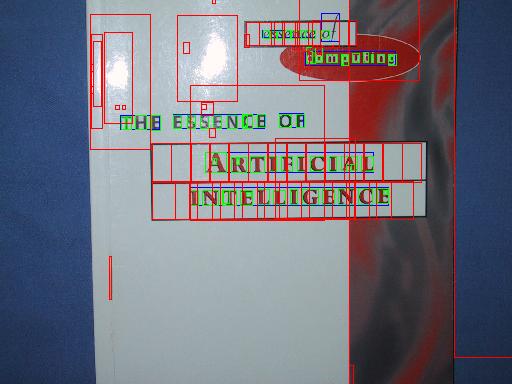 essence of
Computing
THE ESSENCE OF
ARTIFICIAL
INTELLIGENCE